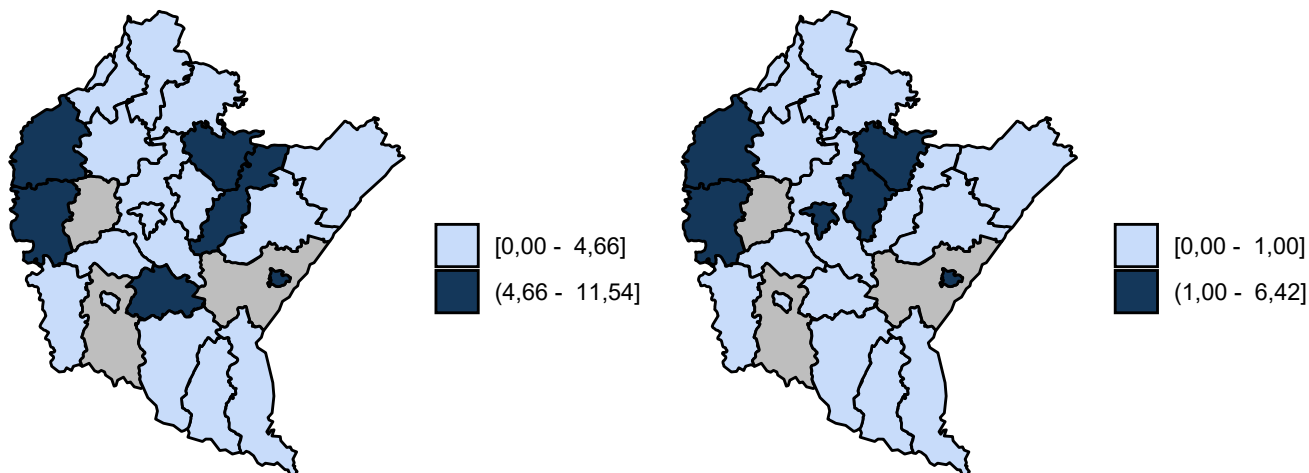 [0,00 - 4,66]
(4,66 - 11,54]
[0,00 - 1,00]
(1,00 - 6,42]